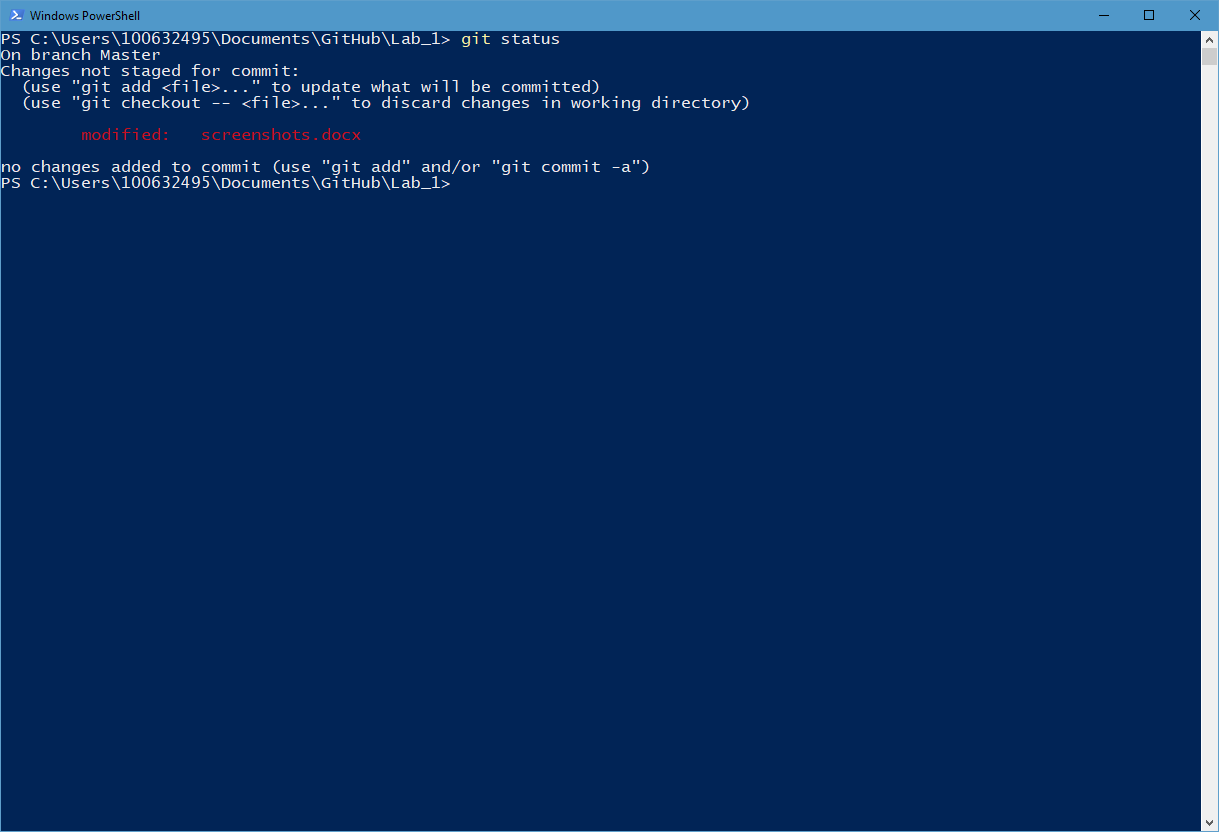 Windows PowerShell
PS C:\Users\100632495\Documents\GitHub\Lab_1> git status
On branch Master
Changes not staged for commit:
  (use "git add <file>..." to update what will be committed)
  (use "git checkout -- <file>..." to discard changes in working directory)
        modified:   screenshots.docx
no changes added to commit (use "git add" and/or "git commit -a")
PS C:\Users\100632495\Documents\GitHub\Lab_1>